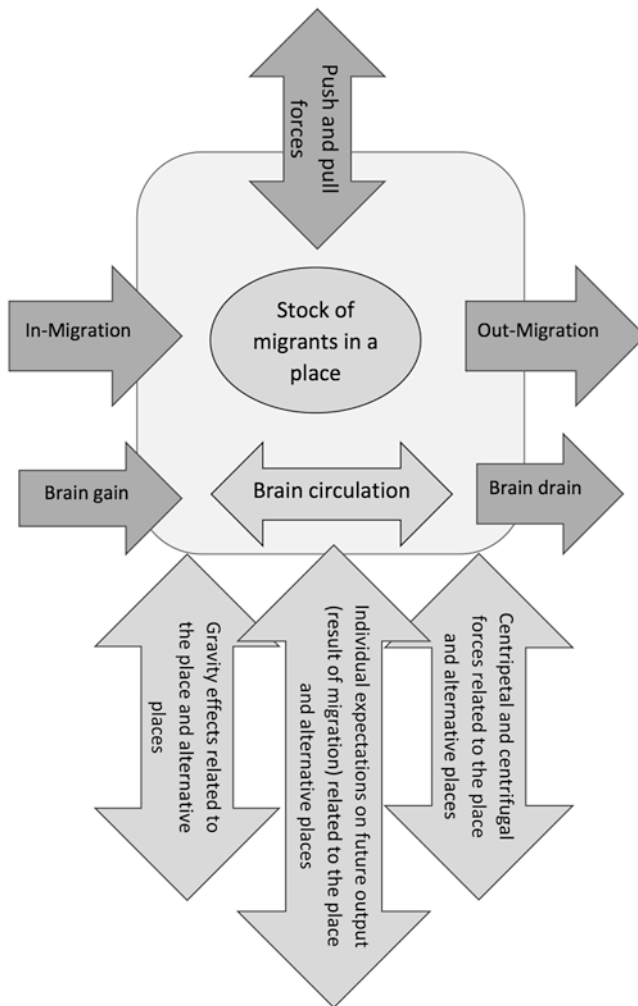 Push and pull
forces
Stock of
migrants in a
place
In-Migration
Out-Migration
Brain gain
Brain circulation
Brain drain
Gravity effects related to
the place and alternative
places
Individual expectations on future output
(result of migration) related to the place
and alternative places
Centripetal and centrifugal
forces related to the place
and alternative places